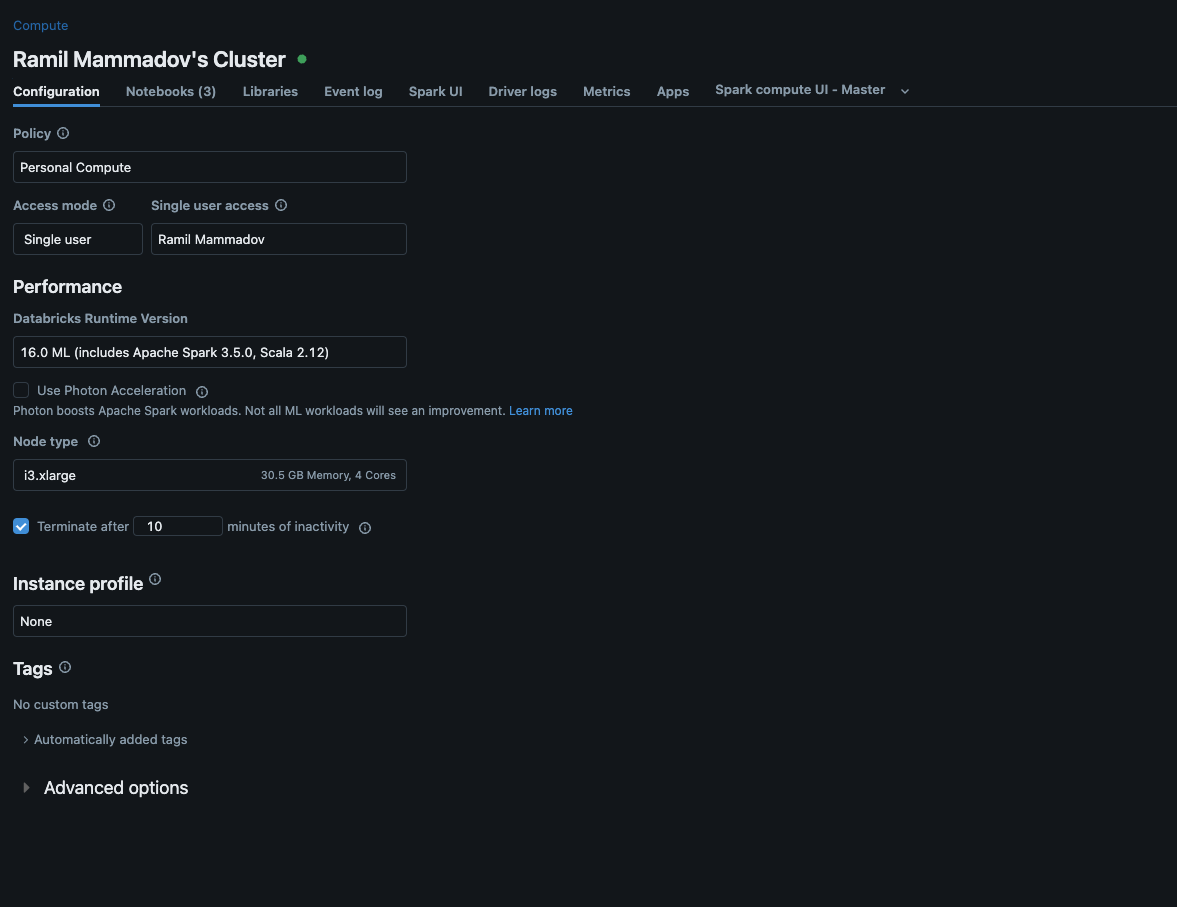 Compute
Ramil Mammadov's Cluster
Configuration Notebooks (3) Libraries Event log Spark UI Driver logs Metrics Apps Spark compute UI - Master
Policy
Personal Compute
Access mode Single user access
Single user Ramil Mammadov
Performance
Databricks Runtime Version
16.0 ML (includes Apache Spark 3.5.0, Scala 2.12)
Use Photon Acceleration
Photon boosts Apache Spark workloads. Not all ML workloads will see an improvement. Learn more
Node type
i3.xlarge 30.5 GB Memory, 4 Cores
Terminate after 10 minutes of inactivity
Instance profile
None
Tags
No custom tags
Automatically added tags
Advanced options